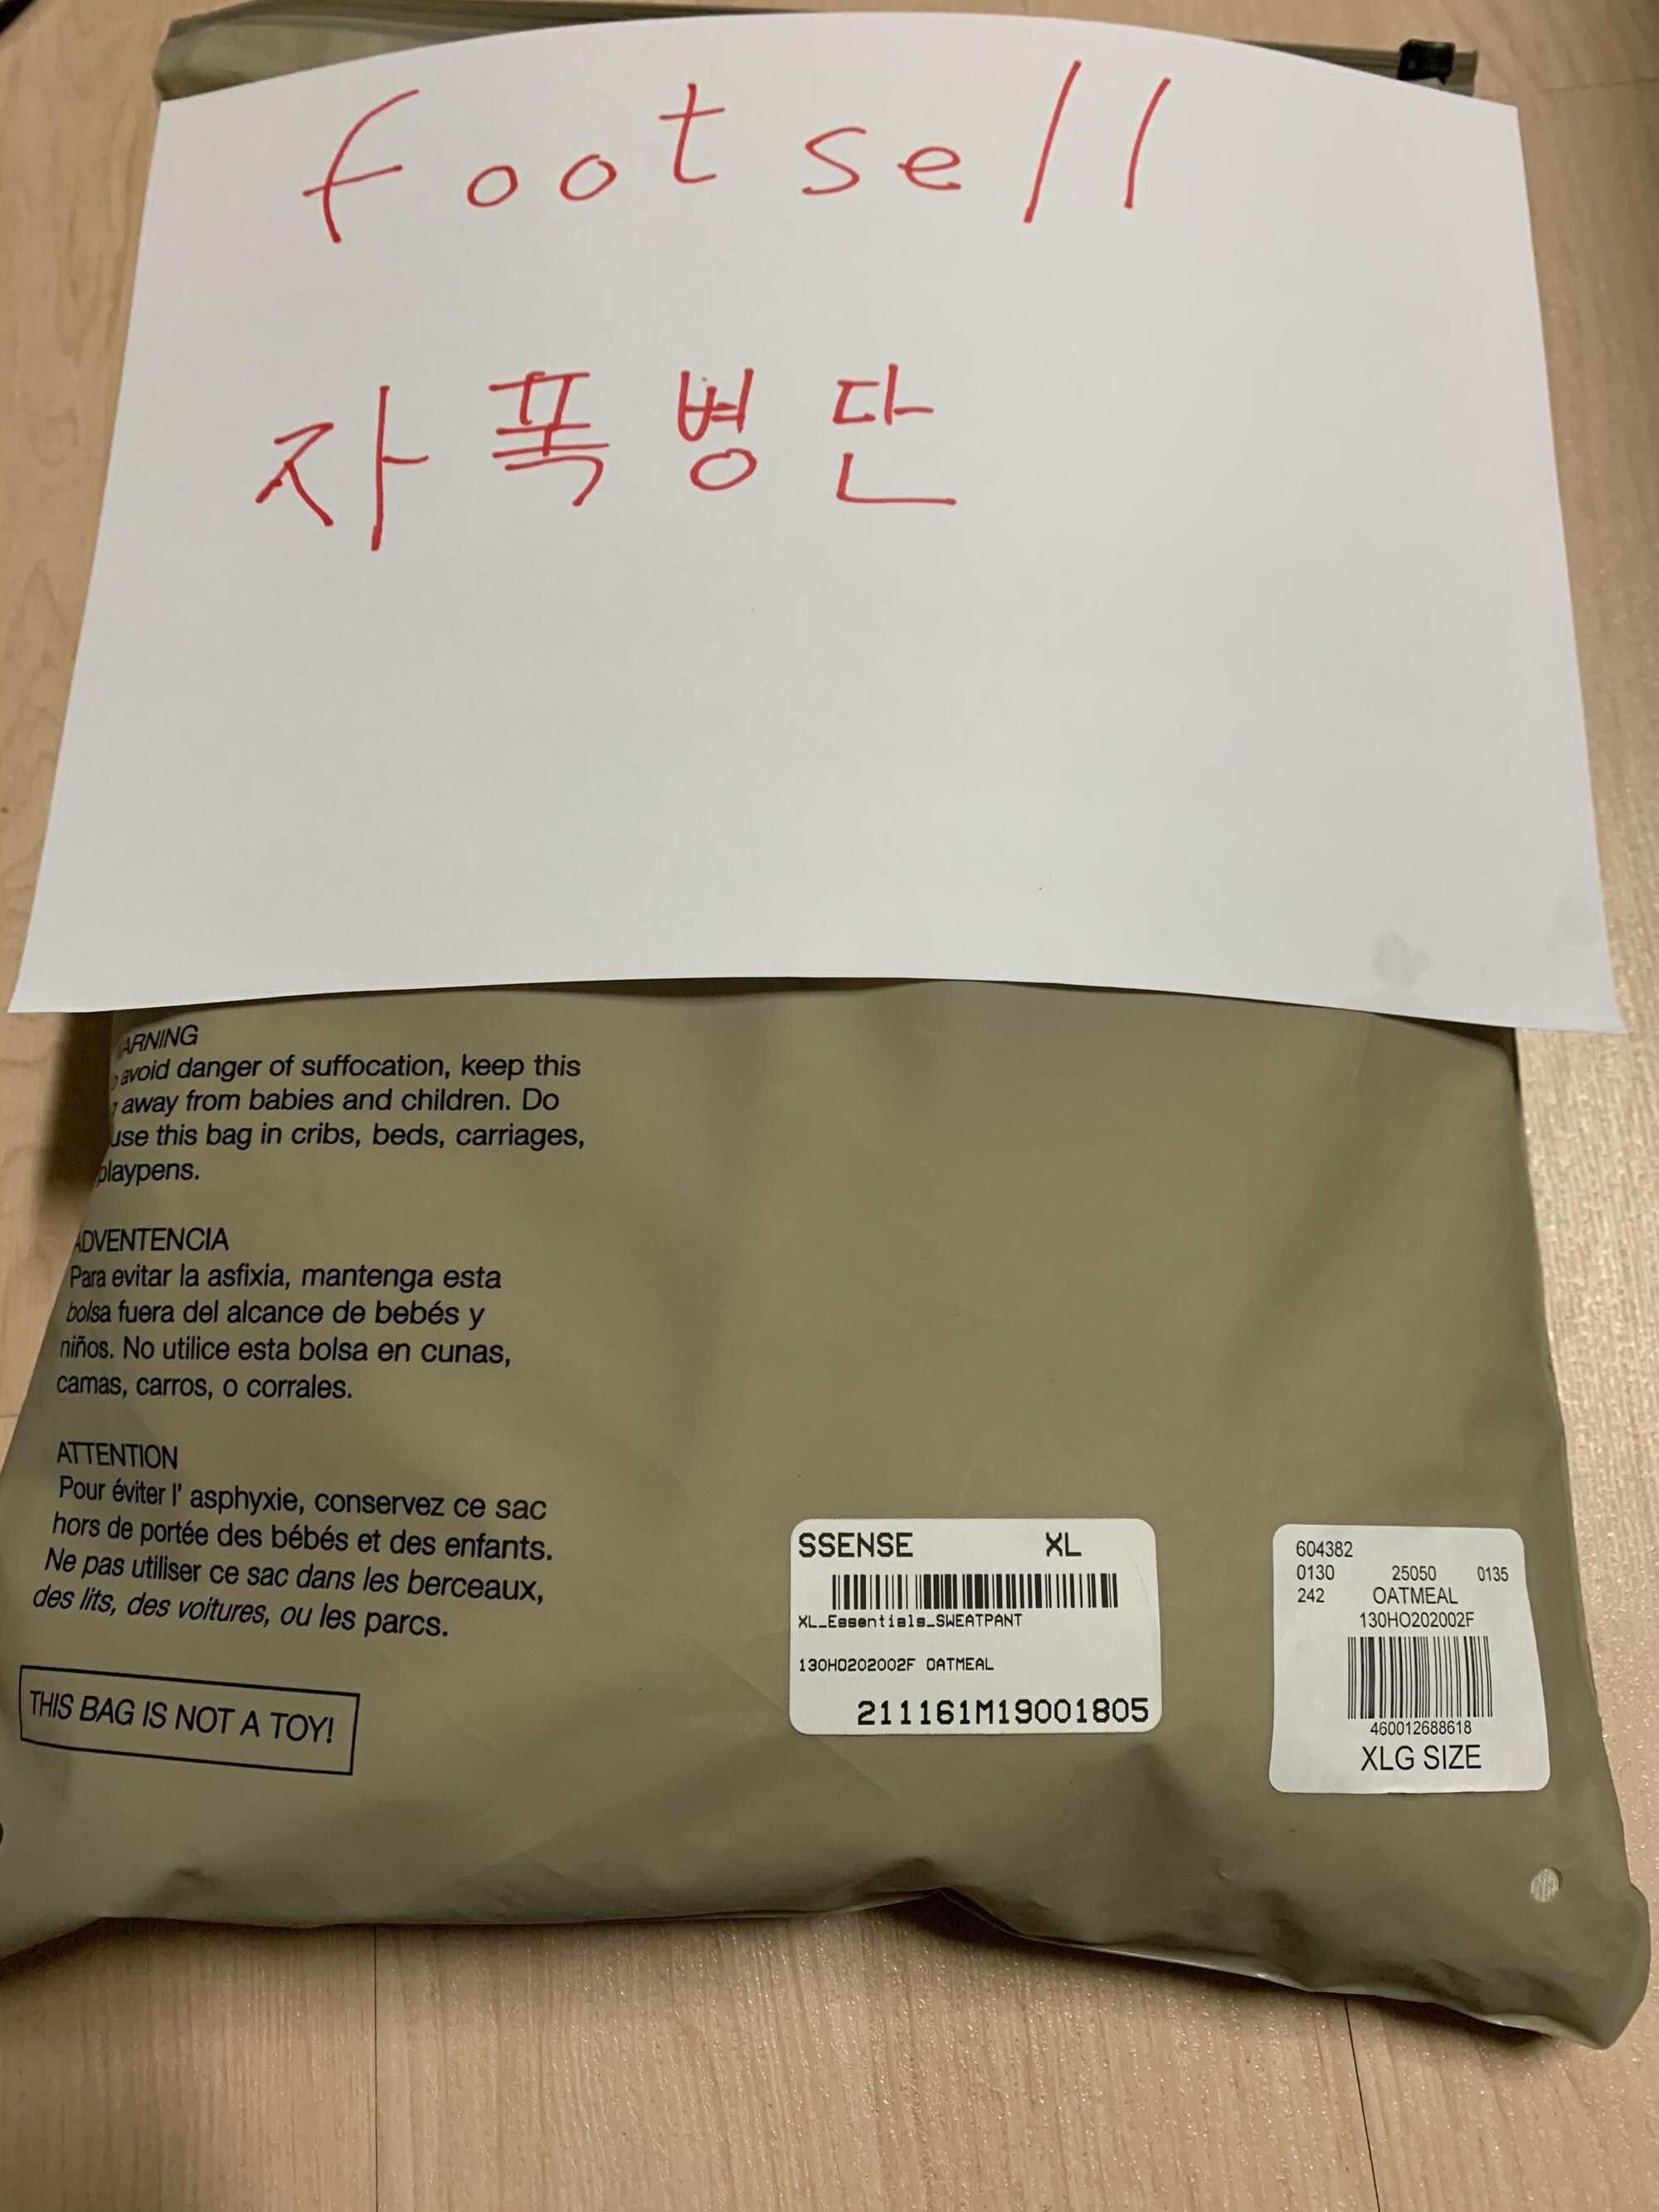 footsell
자폭병단
ARNING
avoid danger of suffocation, keep this
away from babies and children. Do
use this bag in cribs, beds, carriages,
playpens.
ADVENTENCIA
Para evitar la asfixia, mantenga esta
bolsa fuera del alcance de bebés y
niños. No utilice esta bolsa en cunas,
camas, carros, o corrales.
ATTENTION
Pour éviter l' asphyxie, conservez ce sac
hors de portée des bébés et des enfants.
Ne pas utiliser ce sac dans les berceaux,
des lits, des voitures, ou les parcs.
THIS BAG IS NOT A TOY!
SSENSE XL
XL_Essentials_SWEATPANT
130HO202002F OATMEAL
211161M19001805
604382
0130 25050 0135
242 OATMEAL
130HO202002F
460012688618
XLG SIZE